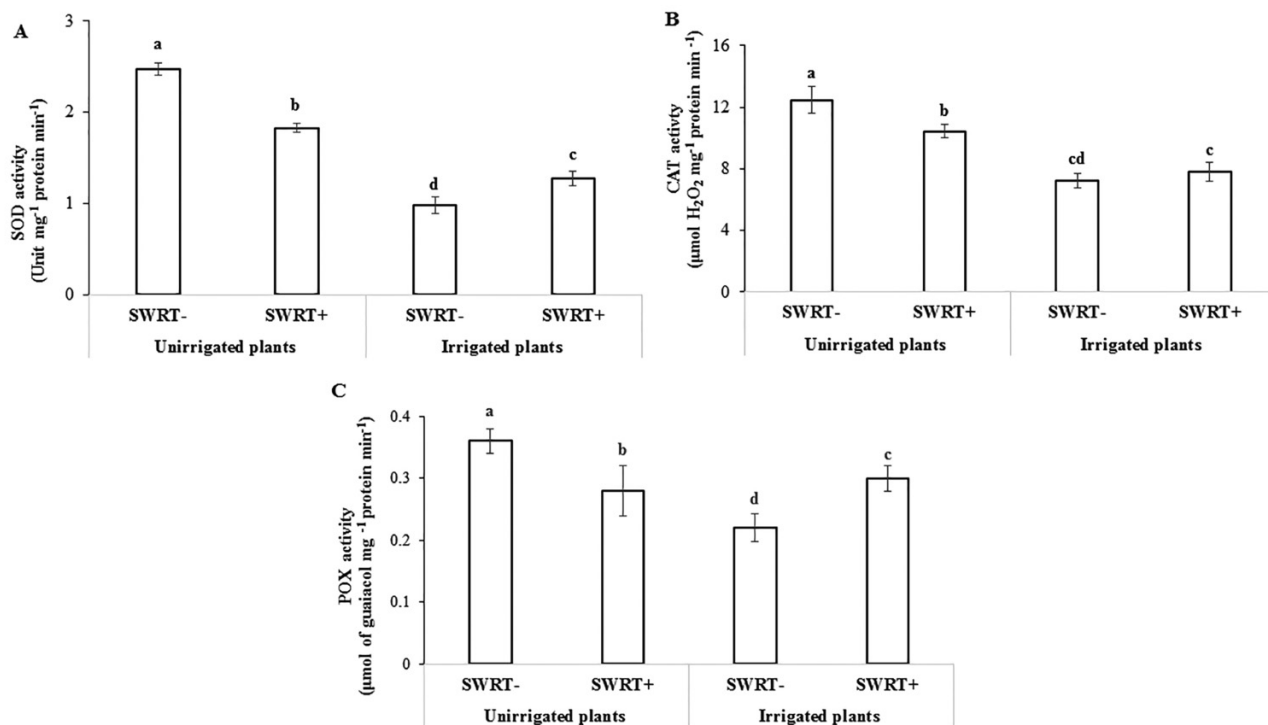 A
SOD activity
(Unit mg⁻¹ protein min⁻¹)
3
2
1
0
a
b
d
c
SWRT- SWRT+ SWRT- SWRT+
Unirrigated plants Irrigated plants
B
CAT activty
(µmol H₂O₂ mg⁻¹ protein min ⁻¹)
16
12
8
4
0
a
b
cd
c
SWRT- SWRT+ SWRT- SWRT+
Unirrigated plants Irrigated plants
C
POX activity
(µmol of guaiacol mg ⁻¹ protein min⁻¹)
0.4
0.3
0.2
0.1
0
a
b
d
c
SWRT- SWRT+ SWRT- SWRT+
Unirrigated plants Irrigated plants